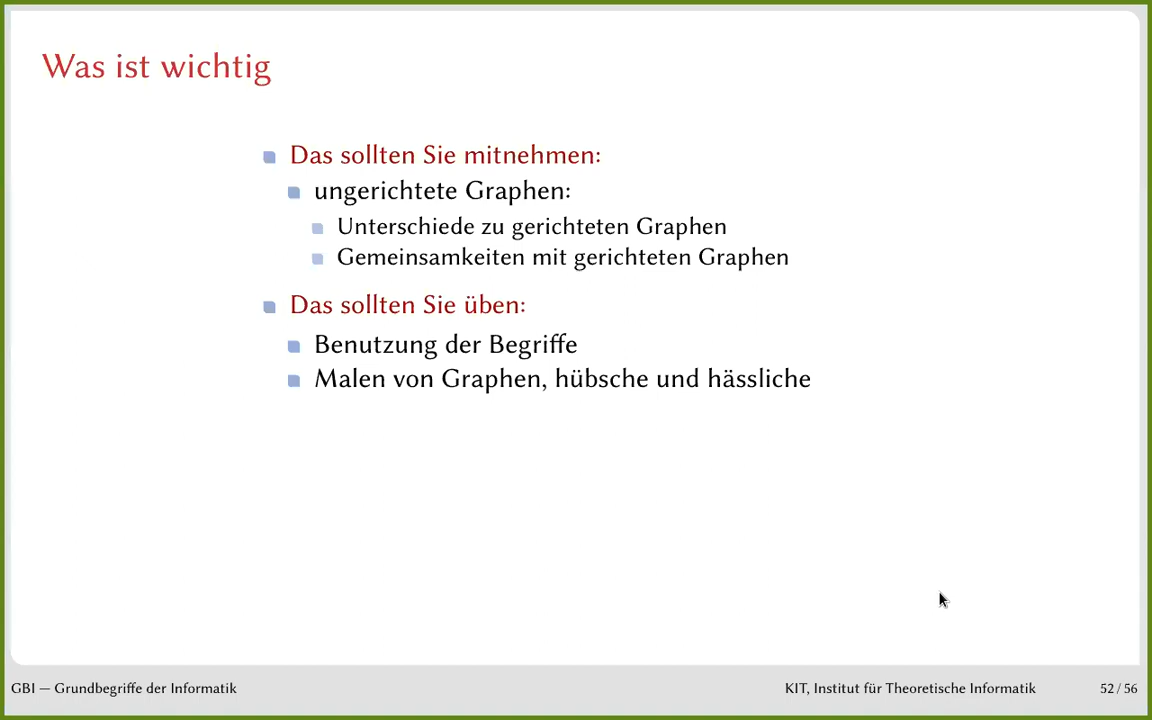 Was ist wichtig
Das sollten Sie mitnehmen:
ungerichtete Graphen:
Unterschiede zu gerichteten Graphen
Gemeinsamkeiten mit gerichteten Graphen
Das sollten Sie üben:
Benutzung der Begriffe
Malen von Graphen, hübsche und hässliche
GBI — Grundbegriffe der Informatik
KIT, Institut für Theoretische Informatik
52 / 56